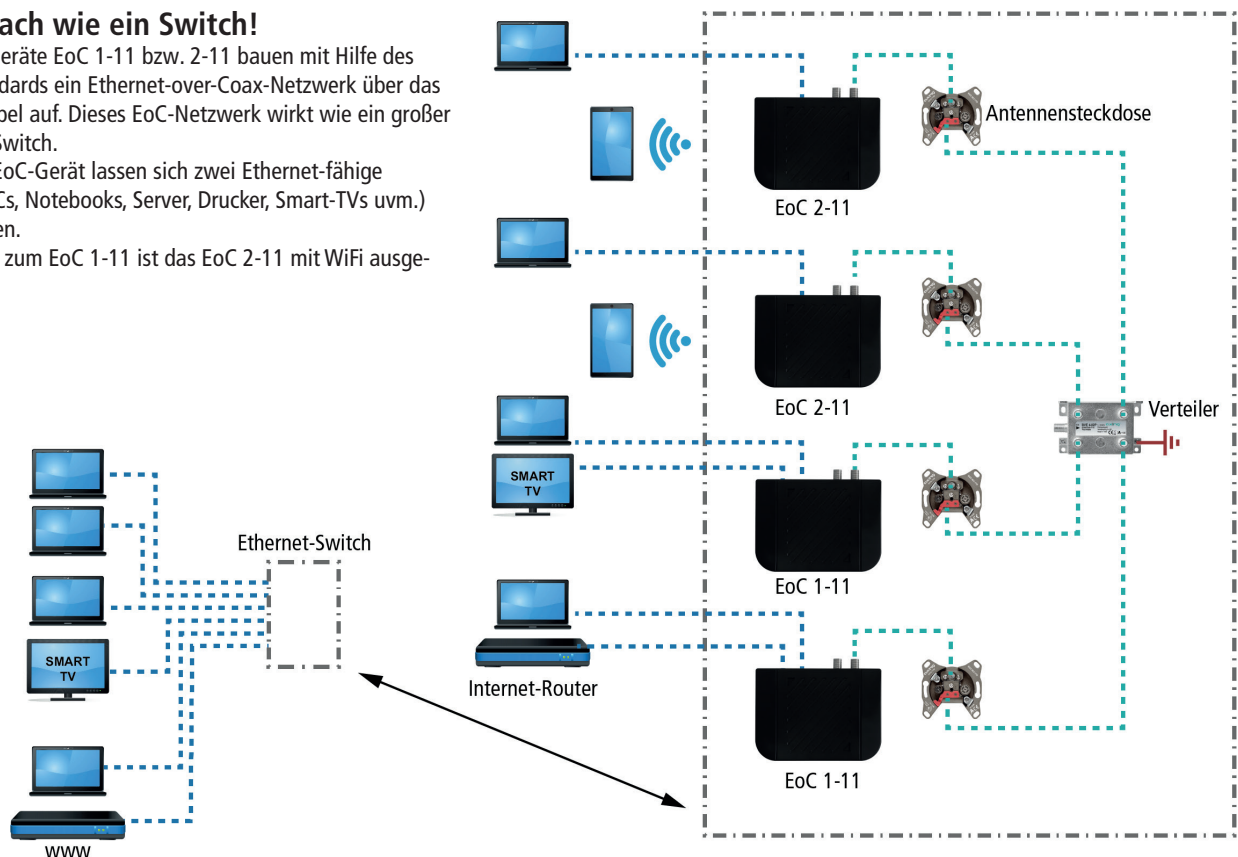 ach wie ein Switch!
eräte EoC 1-11 bzw. 2-11 bauen mit Hilfe des
dards ein Ethernet-over-Coax-Netzwerk über das
bel auf. Dieses EoC-Netzwerk wirkt wie ein großer
Switch.
EoC-Gerät lassen sich zwei Ethernet-fähige
Cs, Notebooks, Server, Drucker, Smart-TVs uvm.)
en.
zum EoC 1-11 ist das EoC 2-11 mit WiFi ausge-
Antennensteckdose
EoC 2-11
EoC 2-11
Verteiler
SMART
TV
EoC 1-11
Internet-Router
EoC 1-11
Ethernet-Switch
SMART
TV
www